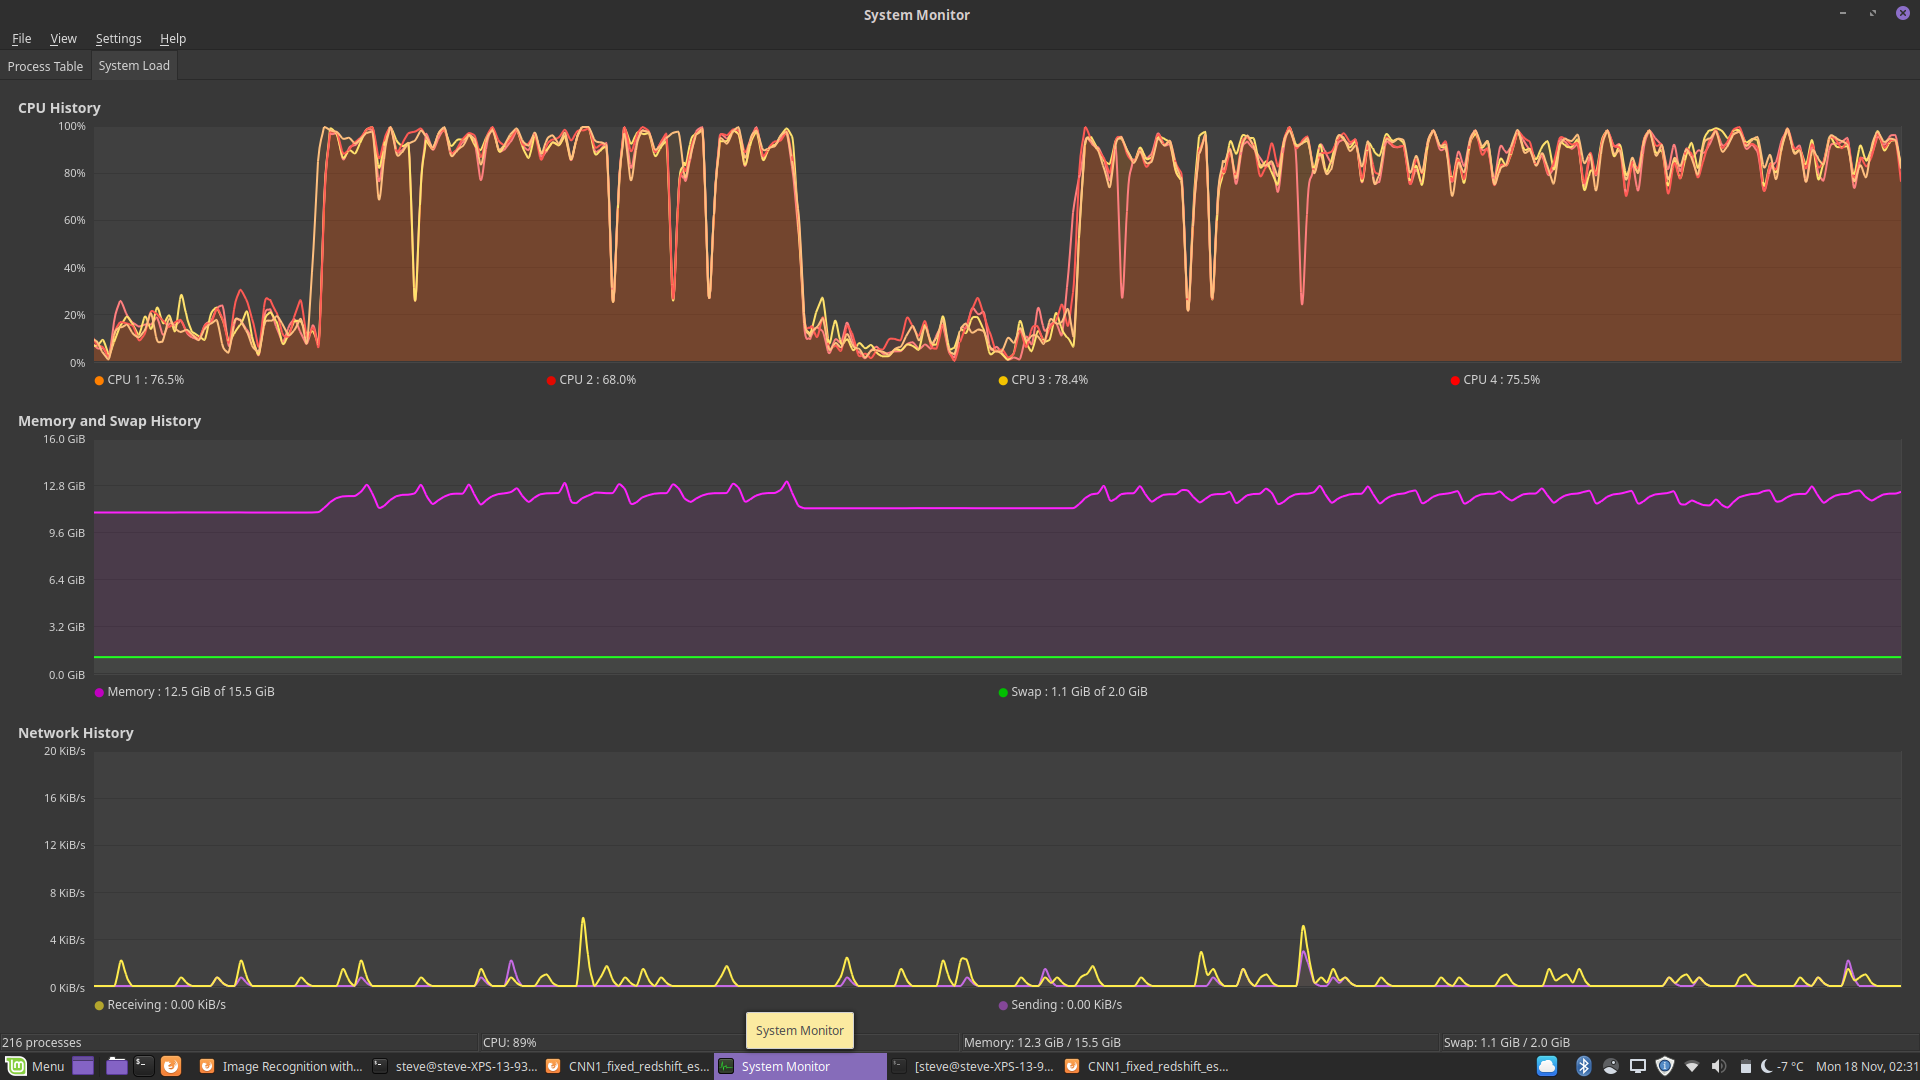 System Monitor
File View Settings Help
Process Table System Load
CPU History
100%
80%
60%
40%
20%
0%
CPU 1 : 76.5% CPU 2 : 68.0% CPU 3 : 78.4% CPU 4 : 75.5%
Memory and Swap History
16.0 GiB
12.8 GiB
9.6 GiB
6.4 GiB
3.2 GiB
0.0 GiB
Memory : 12.5 GiB of 15.5 GiB Swap : 1.1 GiB of 2.0 GiB
Network History
20 KiB/s
16 KiB/s
12 KiB/s
8 KiB/s
4 KiB/s
0 KiB/s
Receiving : 0.00 KiB/s Sending : 0.00 KiB/s
System Monitor
216 processes CPU: 89% Memory: 12.3 GiB / 15.5 GiB Swap: 1.1 GiB / 2.0 GiB
Menu Image Recognition with... steve@steve-XPS-13-93... CNN1_fixed_redshift_es... System Monitor [steve@steve-XPS-13-9... CNN1_fixed_redshift_es... -7 °C Mon 18 Nov, 02:31